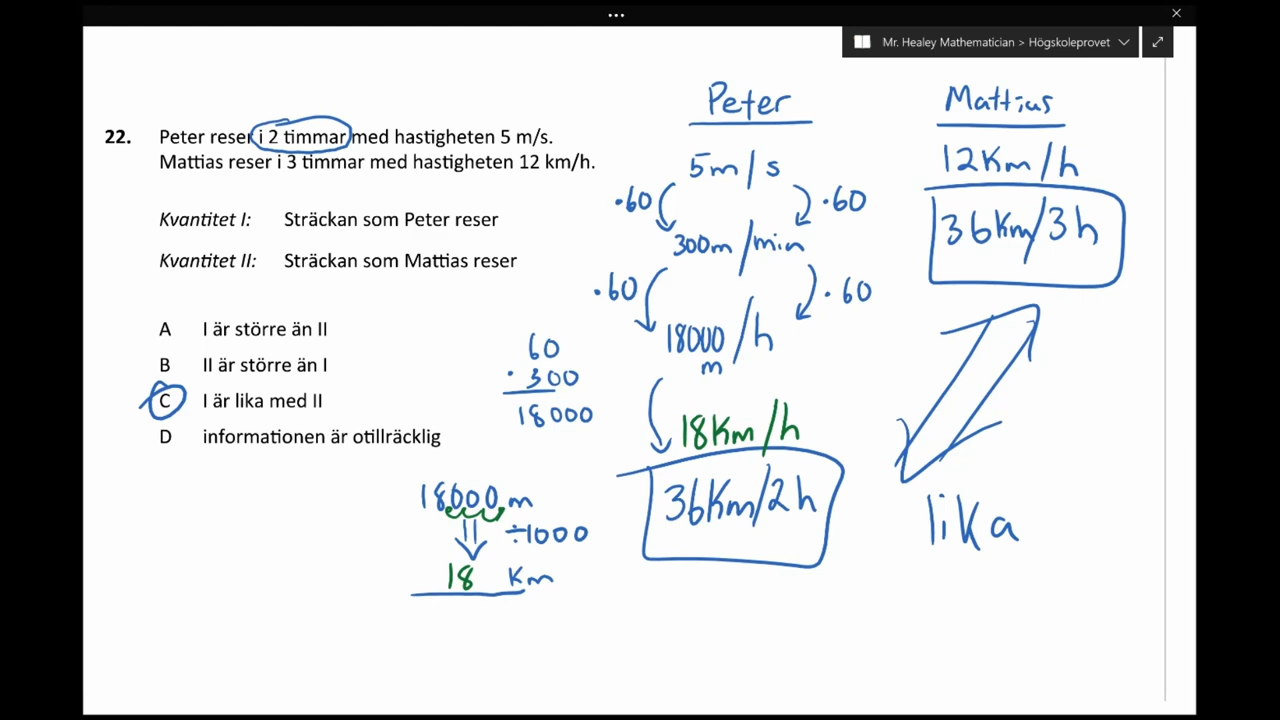 Mr. Healey Mathematician > Högskoleprovet
22. Peter reser i 2 timmar med hastigheten 5 m/s.
Mattias reser i 3 timmar med hastigheten 12 km/h.
Kvantitet I: Sträckan som Peter reser
Kvantitet II: Sträckan som Mattias reser
A I är större än II
B II är större än I
C I är lika med II
D informationen är otillräcklig
60
· 300
18000
18000 m
÷1000
18 Km
Peter
5m/s
·60 ·60
300m/min
·60 ·60
18000/h
m
18Km/h
36Km/2h
Mattius
12Km/h
36Km/3h
lika